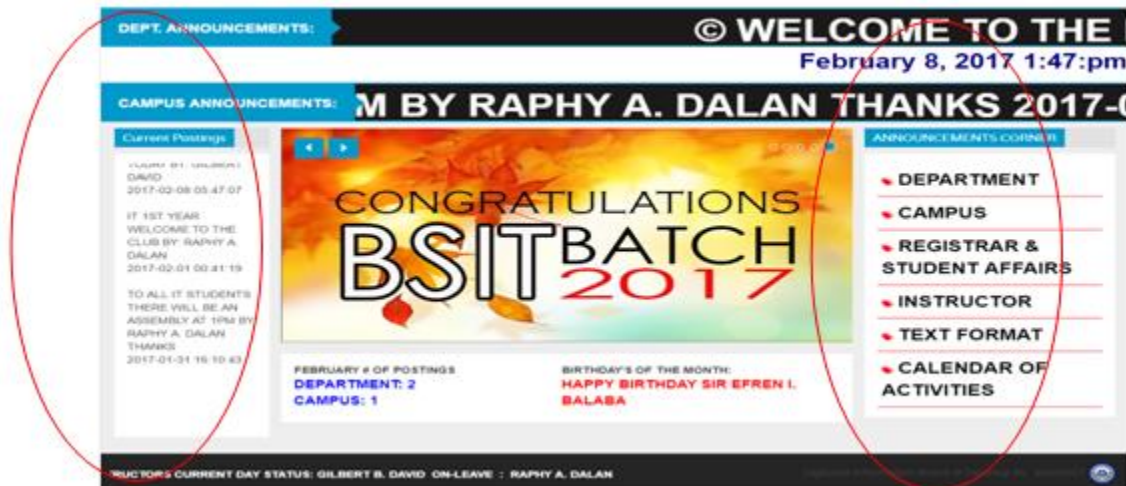 DEPT. ANNOUNCEMENTS:
© WELCOME TO THE
February 8, 2017 1:47:pm
CAMPUS ANNOUNCEMENTS:
M BY RAPHY A. DALAN THANKS 2017-0
Current Postings
TODAY BY: GILBERT
DAVID
2017-02-08 05:47:07
IT 1ST YEAR
WELCOME TO THE
CLUB BY: RAPHY A.
DALAN
2017-02-01 00:41:19
TO ALL IT STUDENTS
THERE WILL BE AN
ASSEMBLY AT 1PM BY
RAPHY A. DALAN
THANKS
2017-01-31 16:10:43
CONGRATULATIONS
BSIT BATCH
2017
FEBRUARY # OF POSTINGS
DEPARTMENT: 2
CAMPUS: 1
BIRTHDAY'S OF THE MONTH:
HAPPY BIRTHDAY SIR EFREN I.
BALABA
ANNOUNCEMENTS CORNER
DEPARTMENT
CAMPUS
REGISTRAR &
STUDENT AFFAIRS
INSTRUCTOR
TEXT FORMAT
CALENDAR OF
ACTIVITIES
RUCTORS CURRENT DAY STATUS: GILBERT B. DAVID ON-LEAVE : RAPHY A. DALAN